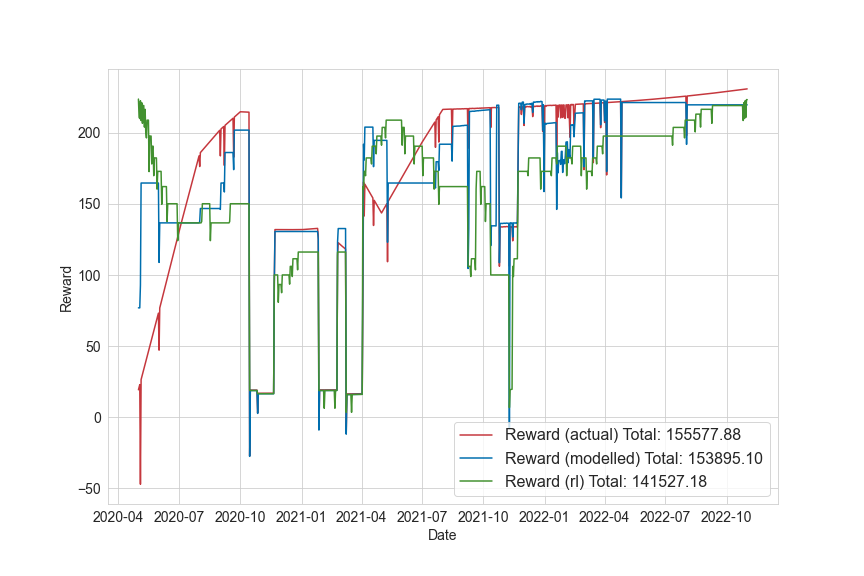 200
150
100
50
0
−50
Reward
Reward (actual) Total: 155577.88
Reward (modelled) Total: 153895.10
Reward (rl) Total: 141527.18
2020-04 2020-07 2020-10 2021-01 2021-04 2021-07 2021-10 2022-01 2022-04 2022-07 2022-10
Date